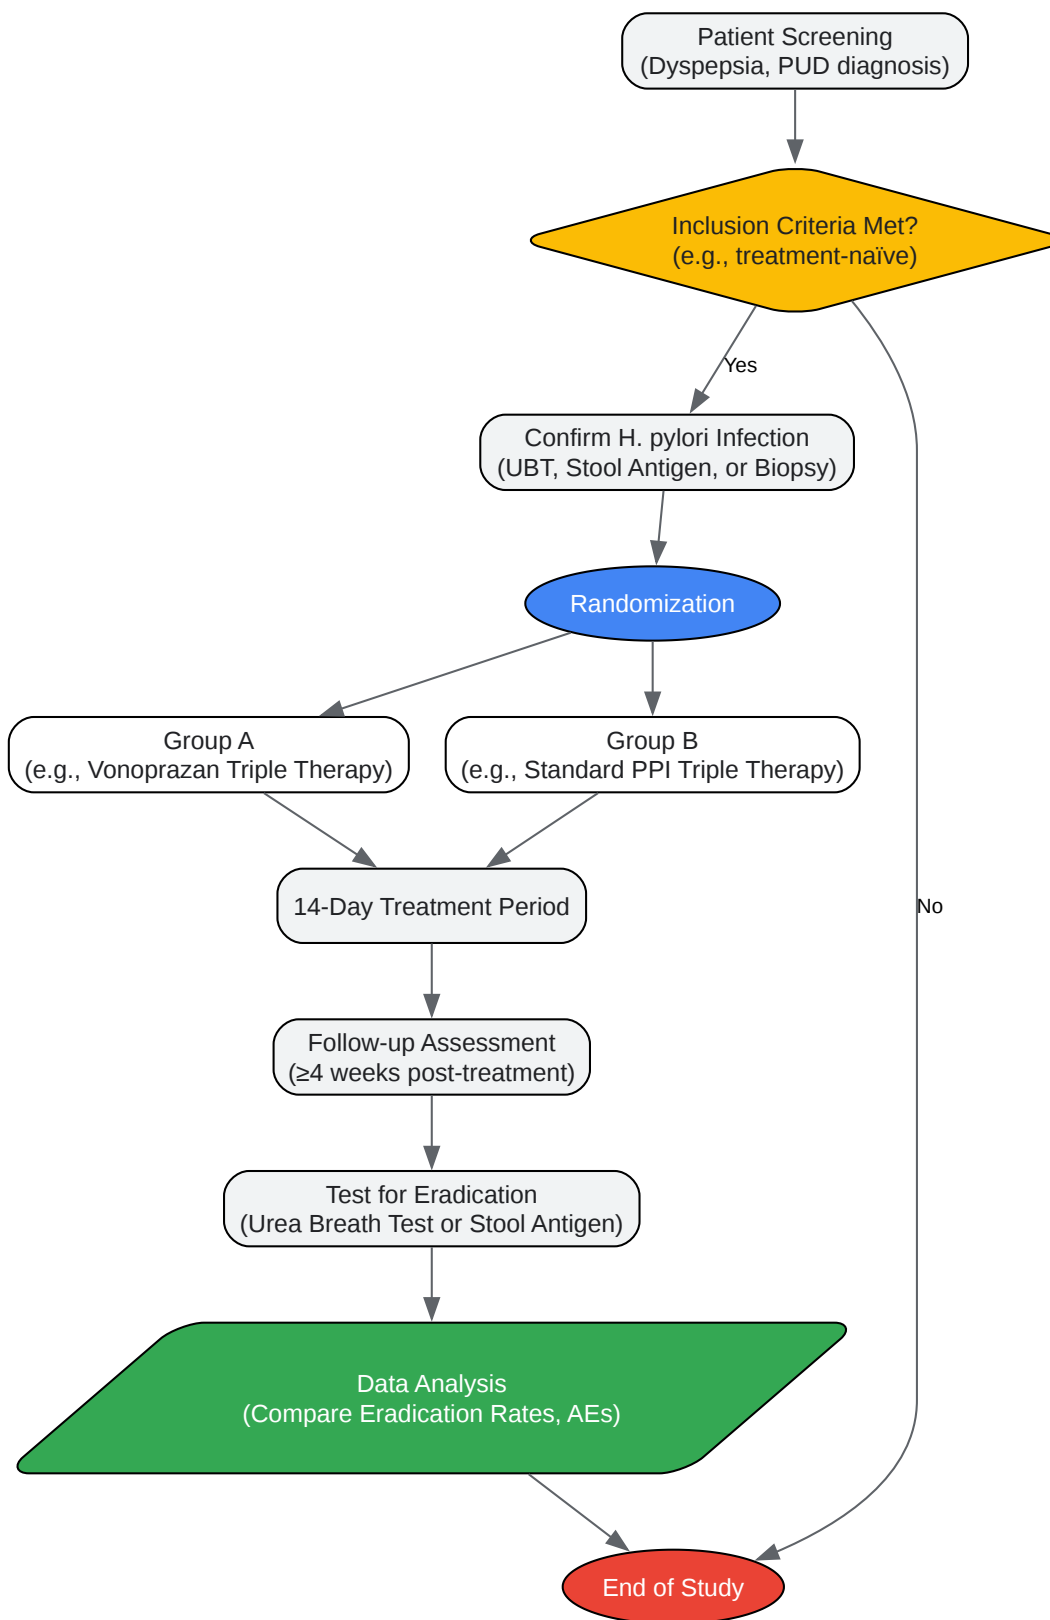 Patient Screening
(Dyspepsia, PUD diagnosis)
Inclusion Criteria Met?
(e.g., treatment-naïve)
Yes
Confirm H. pylori Infection
(UBT, Stool Antigen, or Biopsy)
Randomization
Group A
(e.g., Vonoprazan Triple Therapy)
Group B
(e.g., Standard PPI Triple Therapy)
14-Day Treatment Period
No
Follow-up Assessment
(≥4 weeks post-treatment)
Test for Eradication
(Urea Breath Test or Stool Antigen)
Data Analysis
(Compare Eradication Rates, AEs)
End of Study